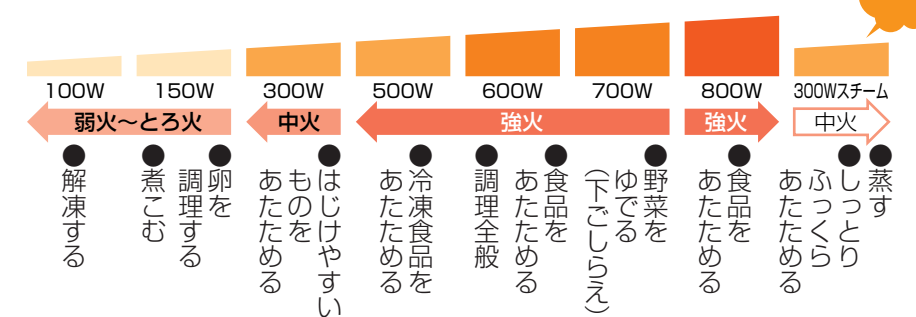 100W
150W
300W
500W
600W
700W
800W
300Wスチーム
弱火～とろ火
中火
強火
強火
中火
●解凍する
●煮こむ
●卵を
調理する
●はじけやすい
ものを
あたためる
●冷凍食品を
あたためる
●調理全般
●食品を
あたためる
●野菜を
ゆでる
（下ごしらえ）
●食品を
あたためる
●しっとり
ふっくら
あたためる
●蒸す